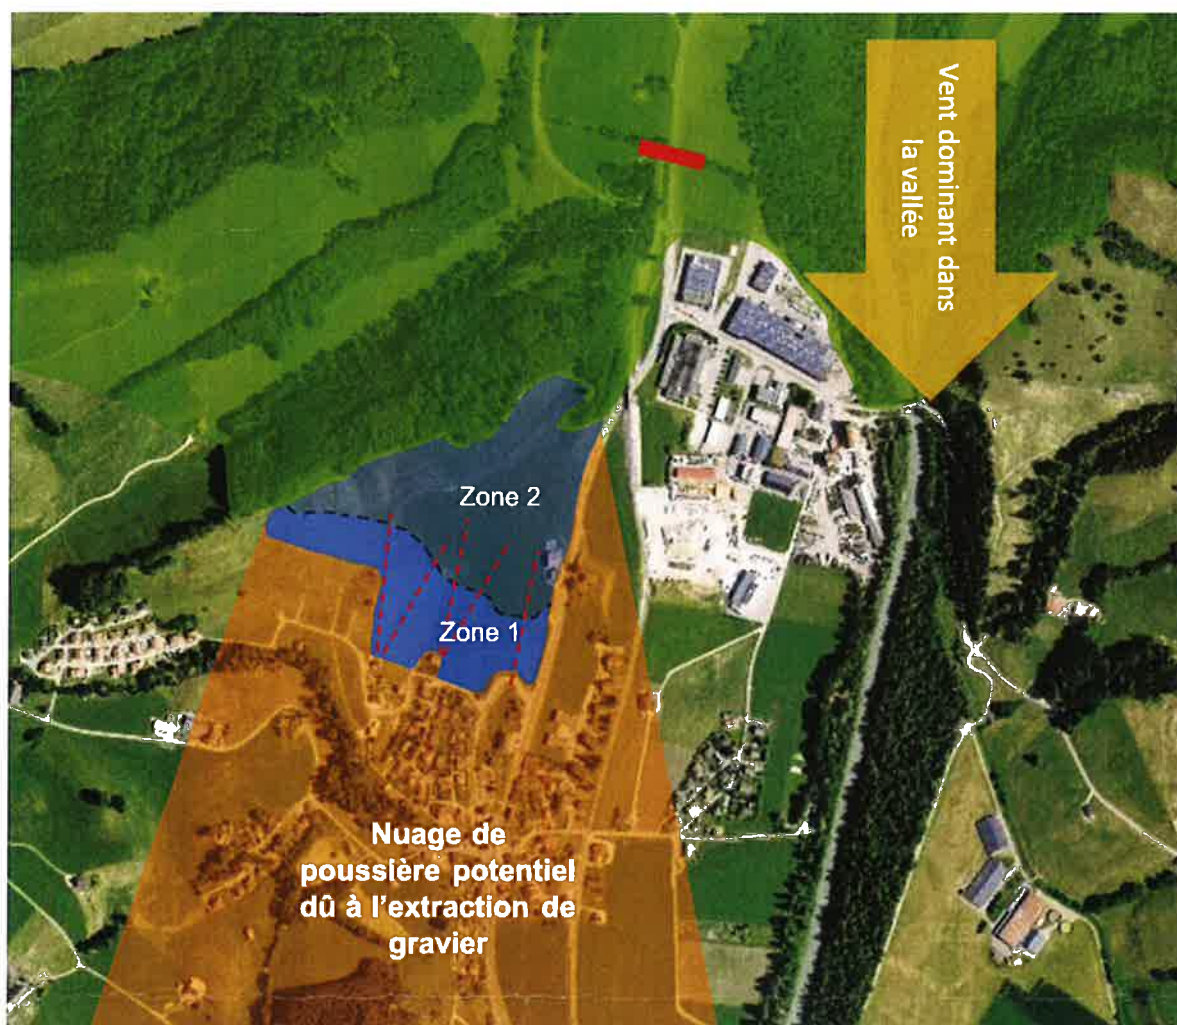 Vent dominant dans
la vallée
Zone 2
Zone 1
Nuage de
poussière potentiel
dû à l'extraction de
gravier